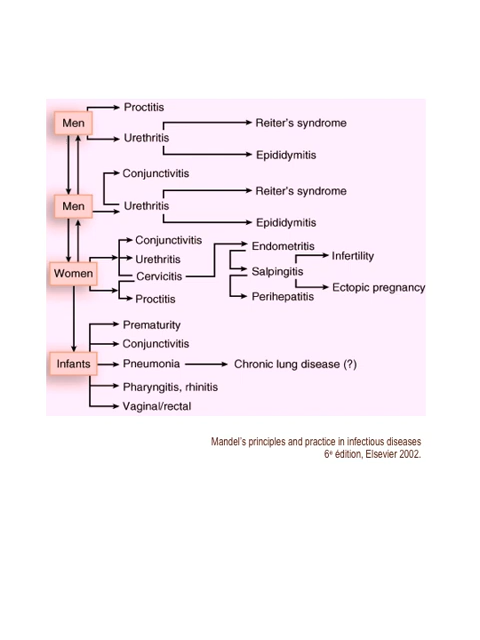 Proctitis
Men
Urethritis
Reiter's syndrome
Epididymitis
Conjunctivitis
Men
Urethritis
Reiter's syndrome
Epididymitis
Conjunctivitis
Urethritis
Women
Cervicitis
Proctitis
Endometritis
Infertility
Salpingitis
Ectopic pregnancy
Perihepatitis
Prematurity
Conjunctivitis
Infants
Pneumonia
Chronic lung disease (?)
Pharyngitis, rhinitis
Vaginal/rectal
Mandel's principles and practice in infectious diseases
6ᵉ édition, Elsevier 2002.